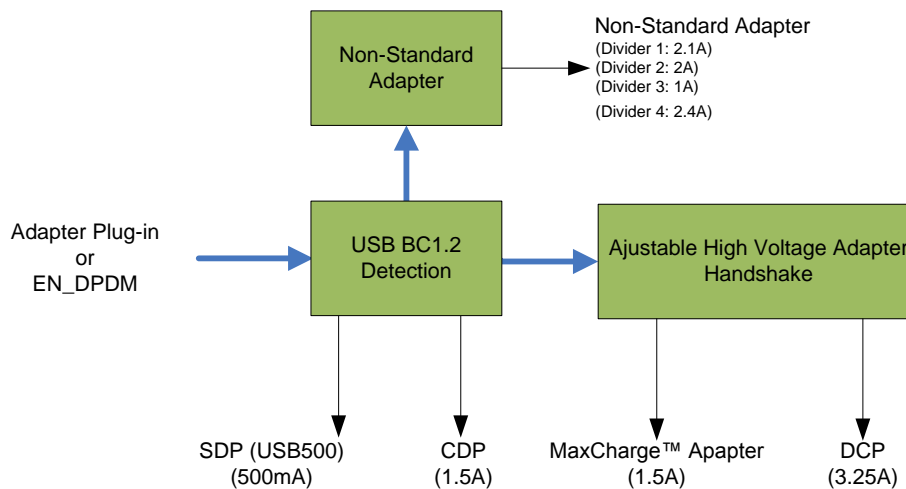 Non-Standard
Adapter
Non-Standard Adapter
(Divider 1: 2.1A)
(Divider 2: 2A)
(Divider 3: 1A)
(Divider 4: 2.4A)
Adapter Plug-in
or
EN_DPDM
USB BC1.2
Detection
Ajustable High Voltage Adapter
Handshake
SDP (USB500)
(500mA)
CDP
(1.5A)
MaxCharge™ Apapter
(1.5A)
DCP
(3.25A)